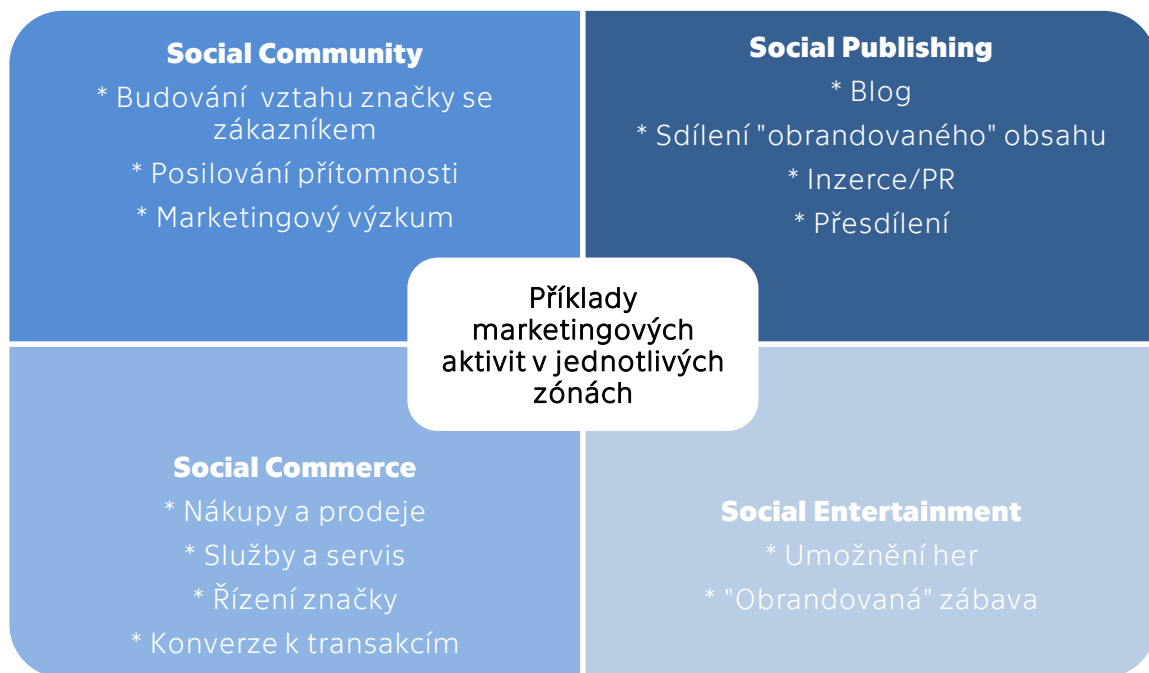 Social Community
* Budování vztahu značky se
zákazníkem
* Posilování přítomnosti
* Marketingový výzkum
Social Publishing
* Blog
* Sdílení "obrandovaného" obsahu
* Inzerce/PR
* Přesdílení
Příklady
marketingových
aktivit v jednotlivých
zónách
Social Commerce
* Nákupy a prodeje
* Služby a servis
* Řízení značky
* Konverze k transakcím
Social Entertainment
* Umožnění her
* "Obrandovaná" zábava